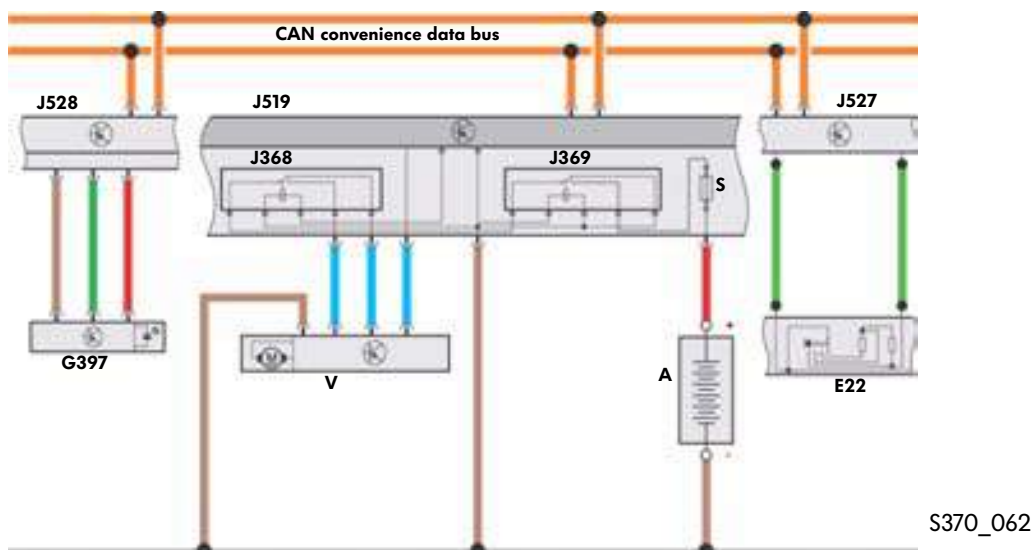 CAN convenience data bus
J528
J519
J527
J368
J369
S
G397
M
V
A
+
-
E22
S370_062